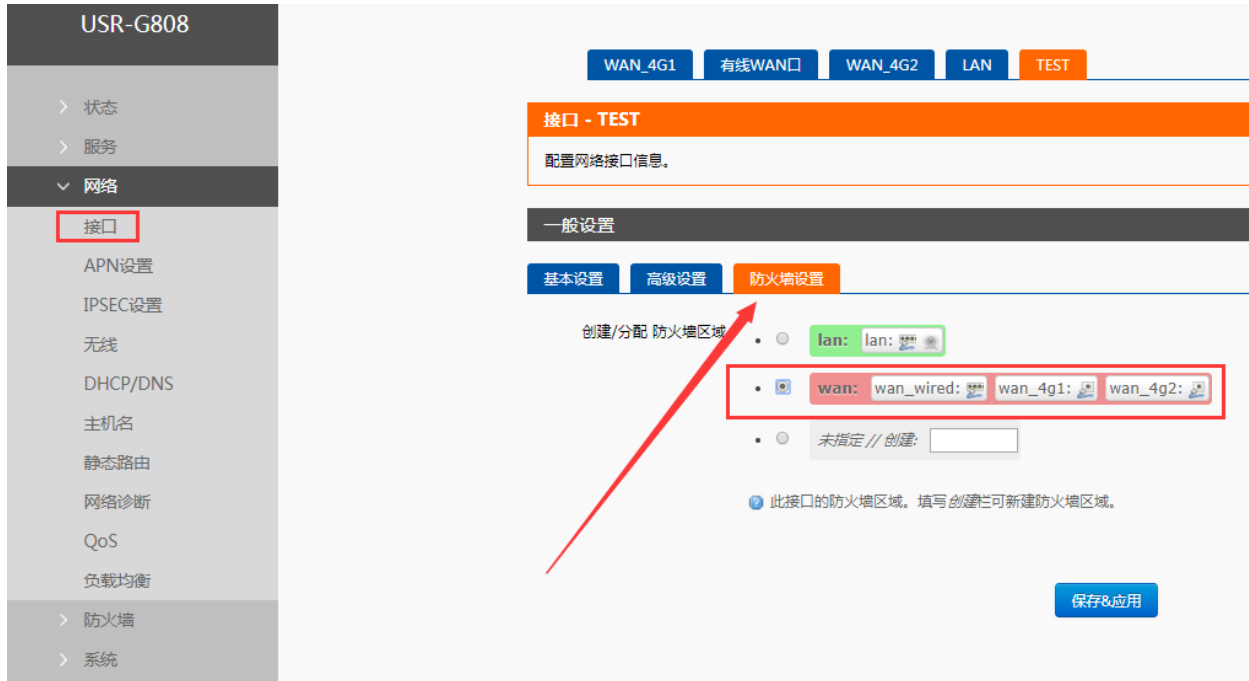 USR-G808
状态
服务
网络
接口
APN设置
IPSEC设置
无线
DHCP/DNS
主机名
静态路由
网络诊断
QoS
负载均衡
防火墙
系统
WAN_4G1 有线WAN口 WAN_4G2 LAN TEST
接口 - TEST
配置网络接口信息。
一般设置
基本设置 高级设置 防火墙设置
创建/分配 防火墙区域
lan: lan:
wan: wan_wired: wan_4g1: wan_4g2:
未指定 // 创建:
此接口的防火墙区域。填写创建栏可新建防火墙区域。
保存&应用